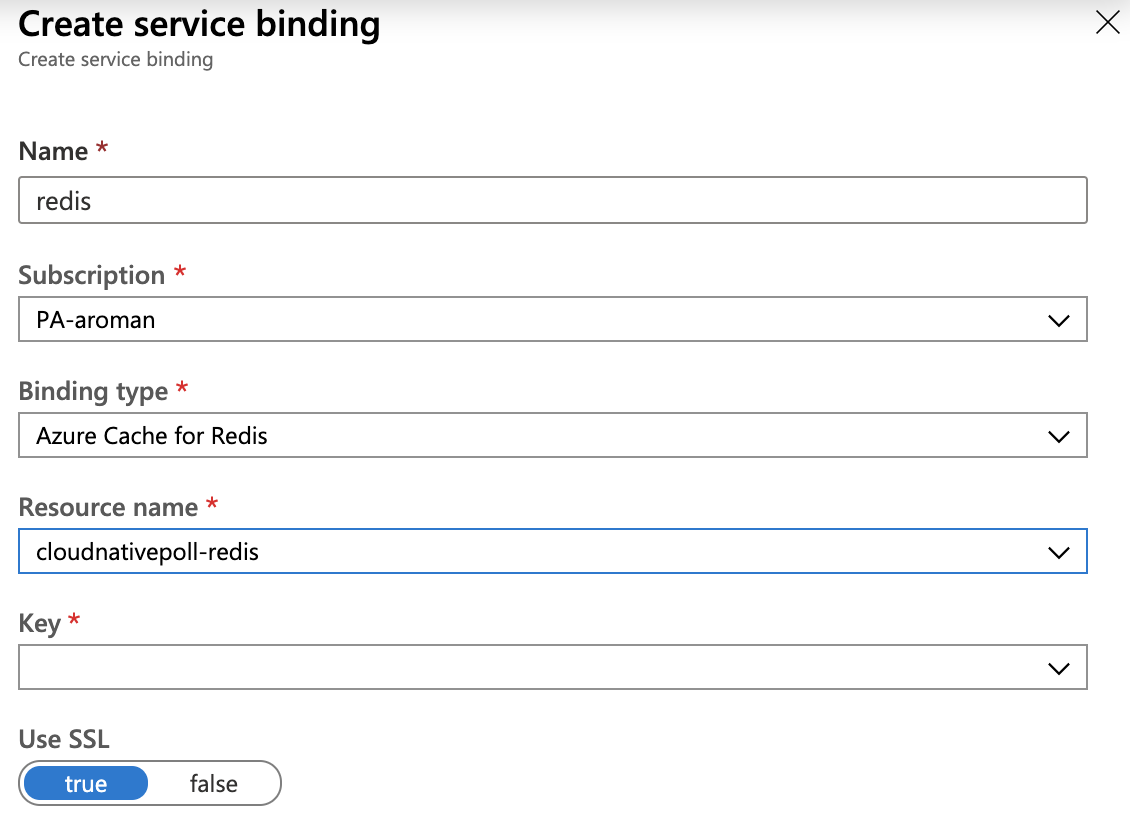 Create service binding
Create service binding
Name *
redis
Subscription *
PA-aroman
Binding type *
Azure Cache for Redis
Resource name *
cloudnativepoll-redis
Key *
Use SSL
true false